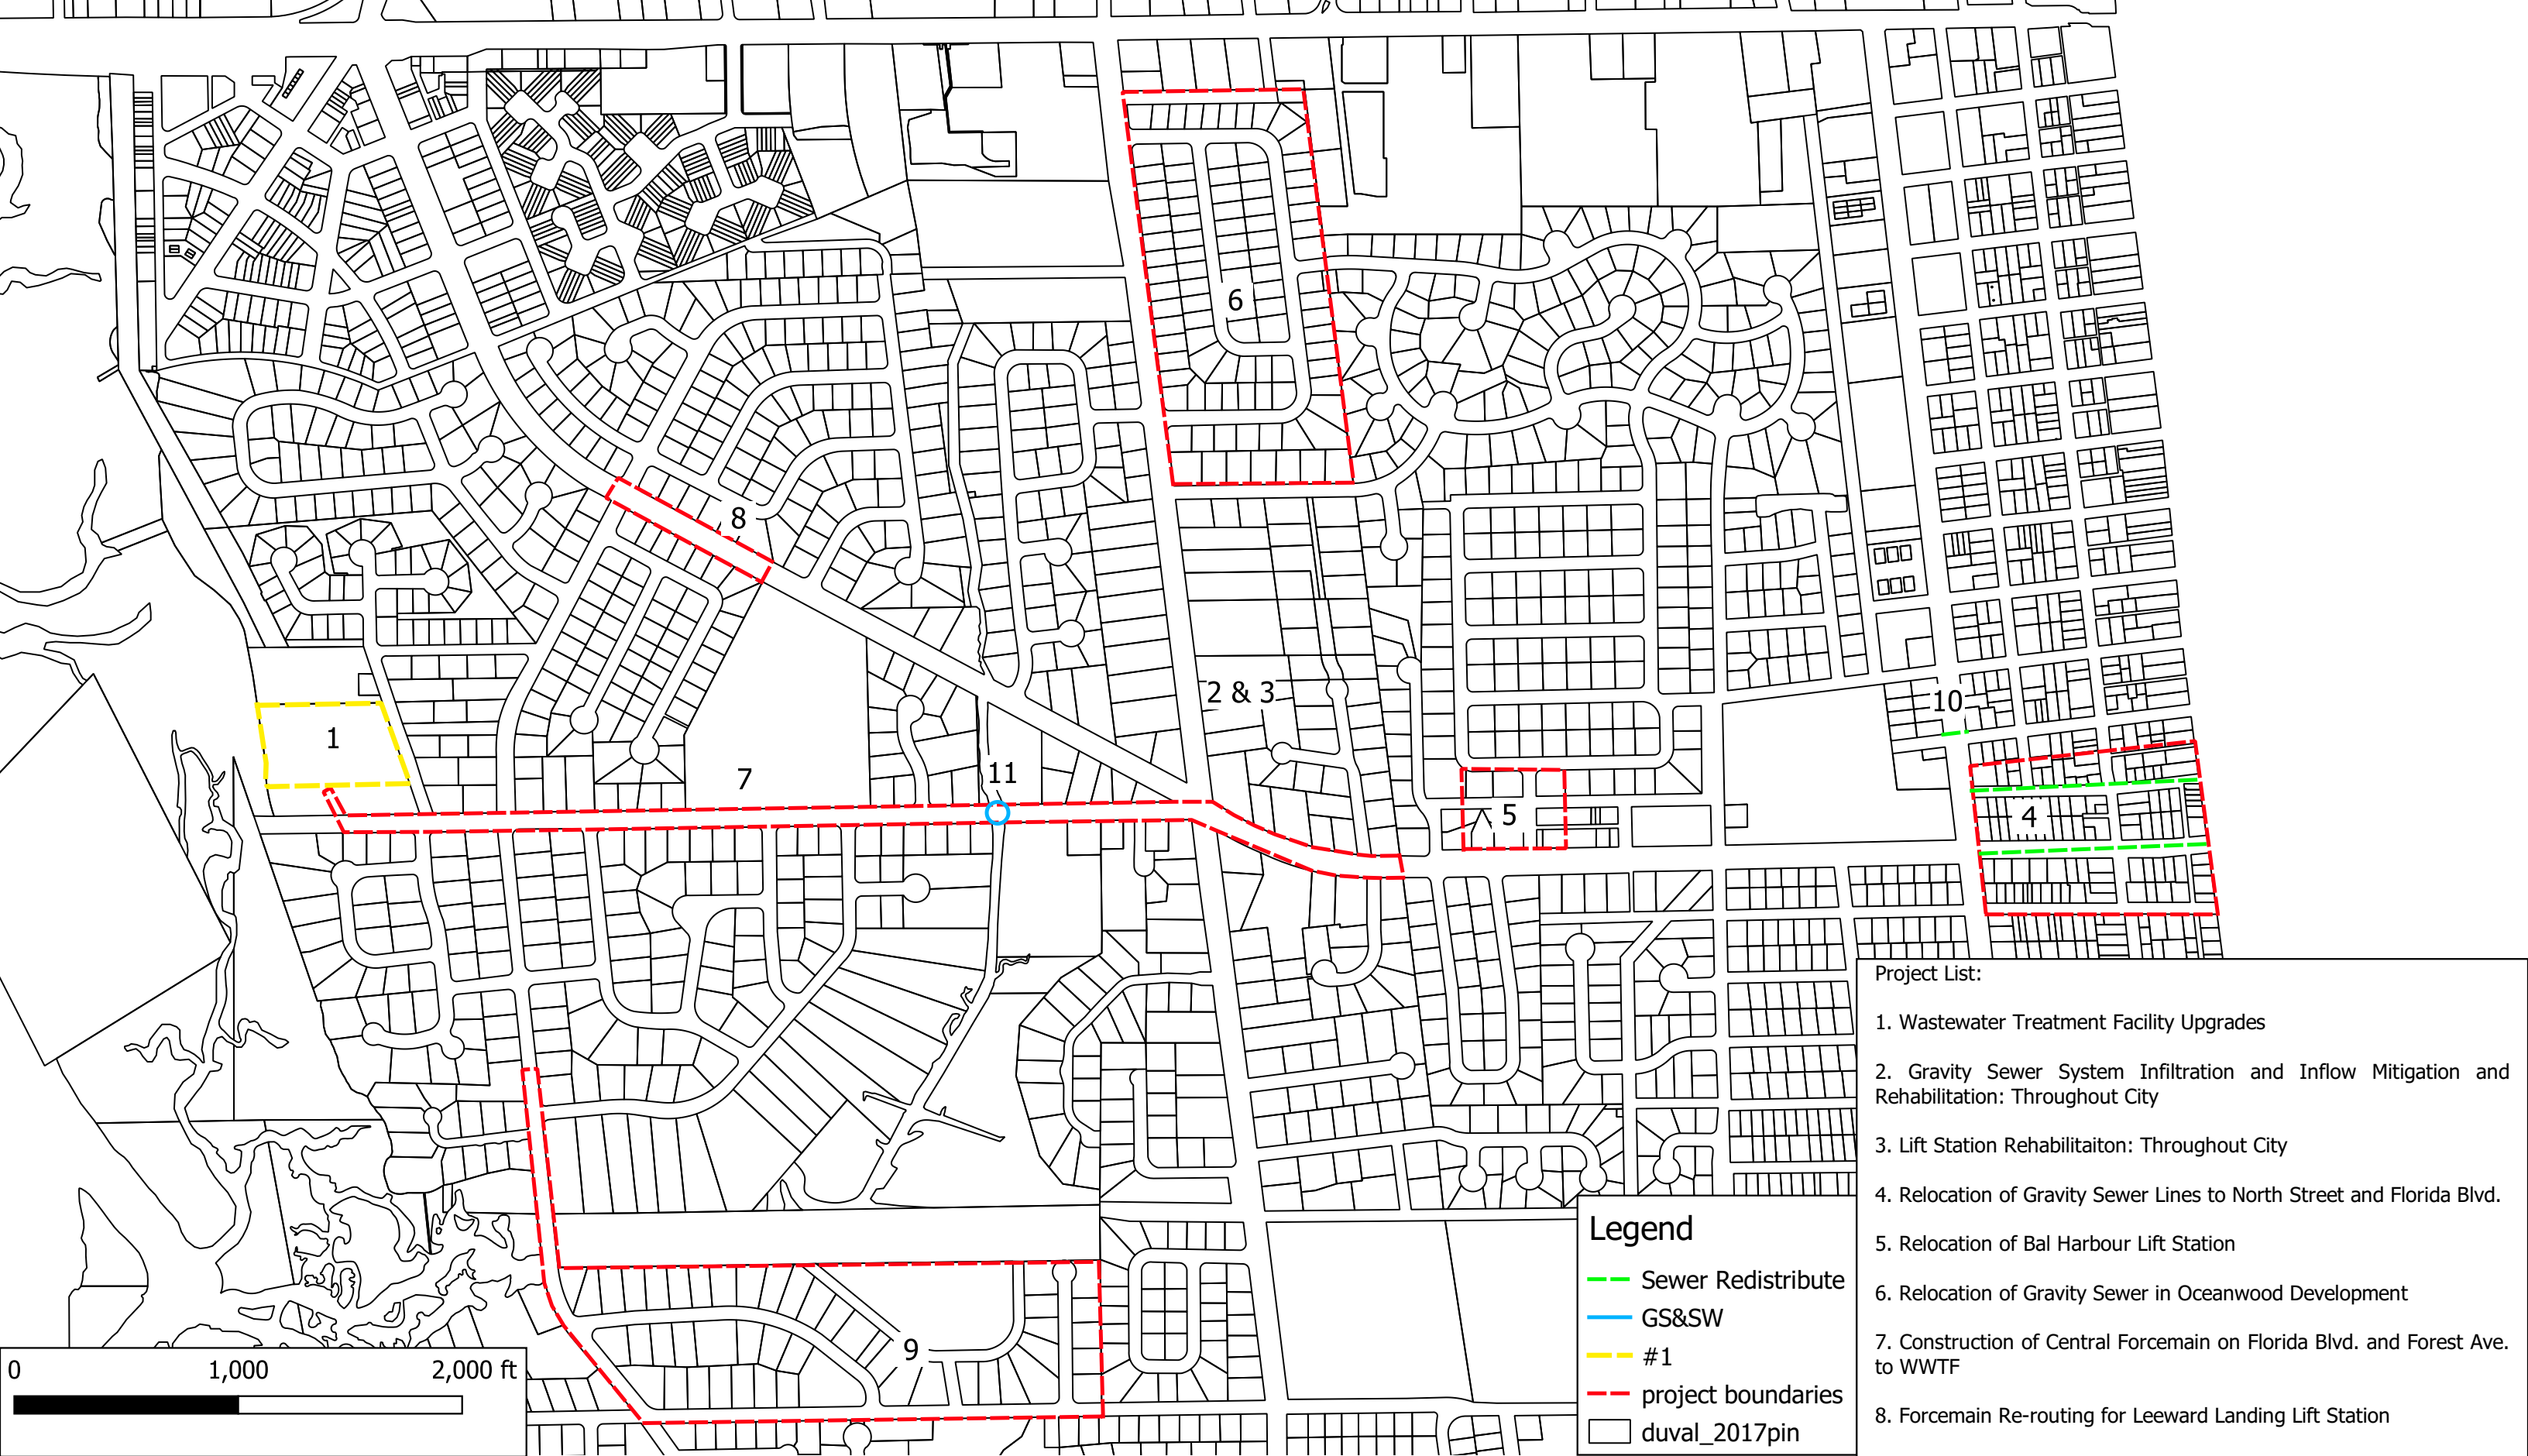 6
8
2 & 3
10
1
7
11
5
4
9
Project List:
1. Wastewater Treatment Facility Upgrades
2. Gravity Sewer System Infiltration and Inflow Mitigation and
Rehabilitation: Throughout City
3. Lift Station Rehabilitaiton: Throughout City
4. Relocation of Gravity Sewer Lines to North Street and Florida Blvd.
5. Relocation of Bal Harbour Lift Station
6. Relocation of Gravity Sewer in Oceanwood Development
7. Construction of Central Forcemain on Florida Blvd. and Forest Ave.
to WWTF
8. Forcemain Re-routing for Leeward Landing Lift Station
Legend
Sewer Redistribute
GS&SW
#1
project boundaries
duval_2017pin
0 1,000 2,000 ft